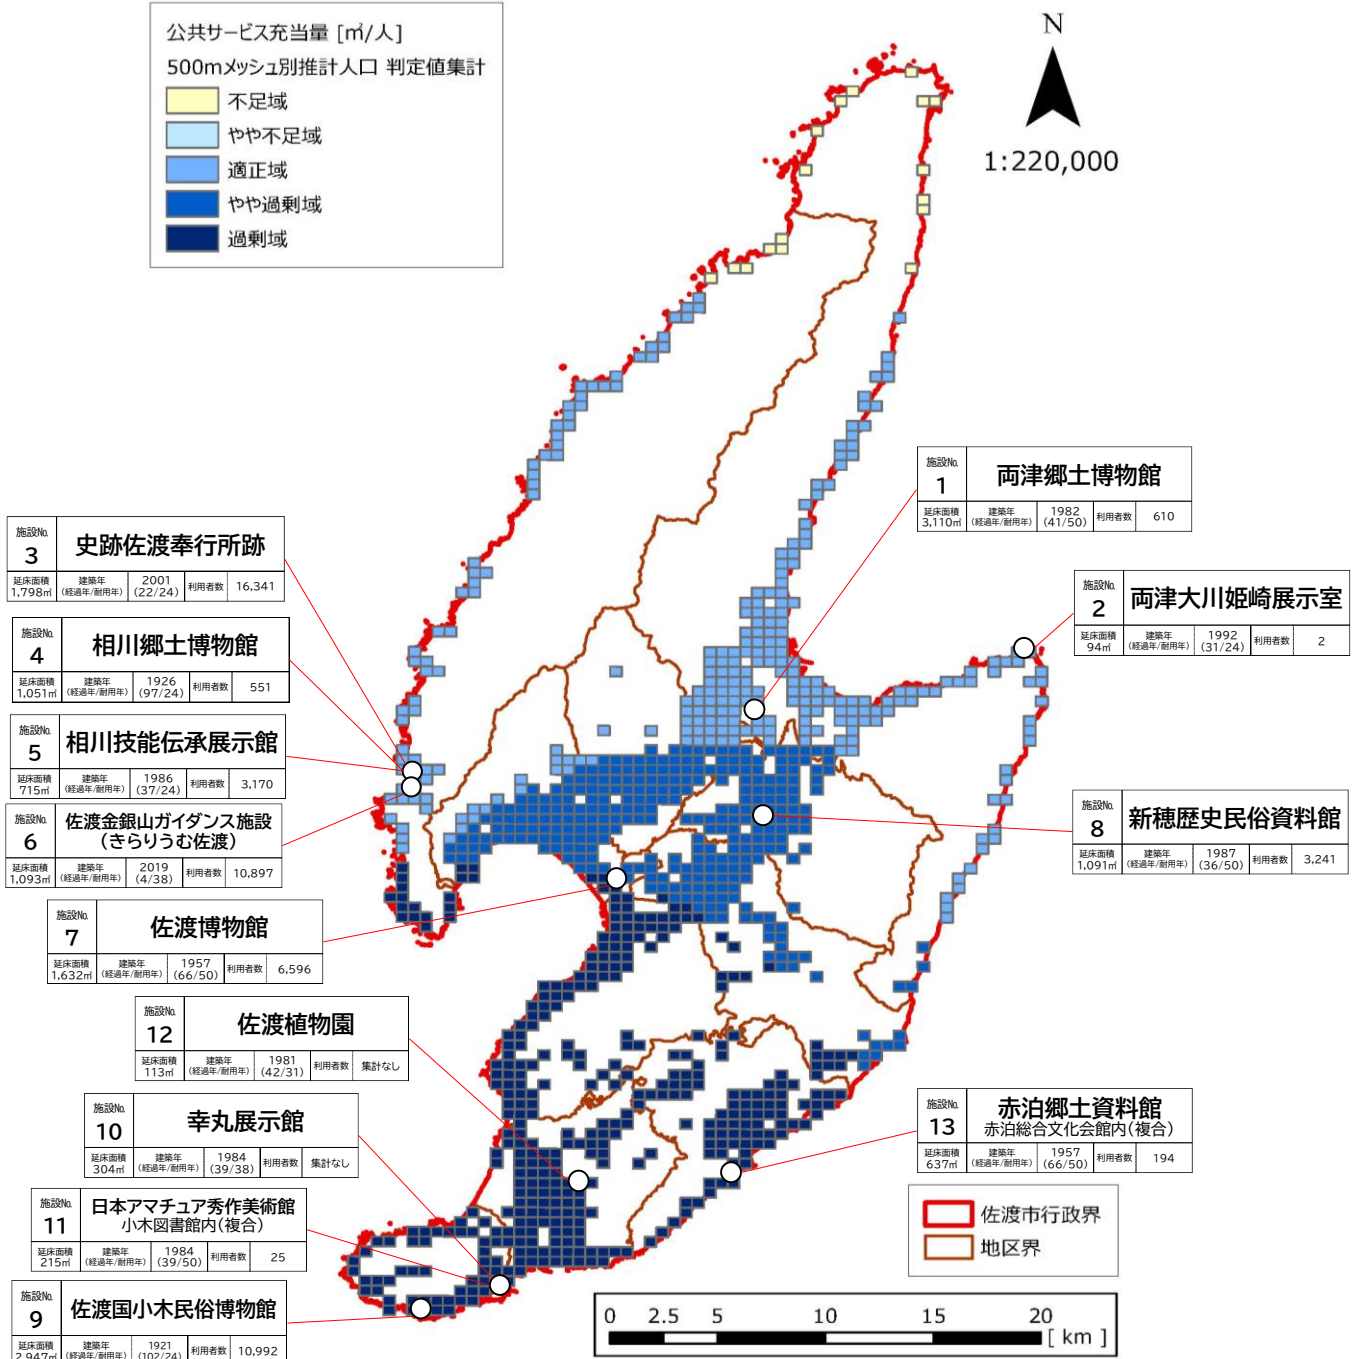 公共サービス充当量 [㎡/人]
500mメッシュ別推計人口 判定値集計
不足域
やや不足域
適正域
やや過剰域
過剰域
N
1:220,000
施設No.
1
両津郷土博物館
延床面積
3,110㎡
建築年
(経過年/耐用年)
1982
(41/50)
利用者数
610
施設No.
2
両津大川姫崎展示室
延床面積
94㎡
建築年
(経過年/耐用年)
1992
(31/24)
利用者数
2
施設No.
3
史跡佐渡奉行所跡
延床面積
1,798㎡
建築年
(経過年/耐用年)
2001
(22/24)
利用者数
16,341
施設No.
4
相川郷土博物館
延床面積
1,051㎡
建築年
(経過年/耐用年)
1926
(97/24)
利用者数
551
施設No.
5
相川技能伝承展示館
延床面積
715㎡
建築年
(経過年/耐用年)
1986
(37/24)
利用者数
3,170
施設No.
6
佐渡金銀山ガイダンス施設
(きらりうむ佐渡)
延床面積
1,093㎡
建築年
(経過年/耐用年)
2019
(4/38)
利用者数
10,897
施設No.
8
新穂歴史民俗資料館
延床面積
1,091㎡
建築年
(経過年/耐用年)
1987
(36/50)
利用者数
3,241
施設No.
7
佐渡博物館
延床面積
1,632㎡
建築年
(経過年/耐用年)
1957
(66/50)
利用者数
6,596
施設No.
12
佐渡植物園
延床面積
113㎡
建築年
(経過年/耐用年)
1981
(42/31)
利用者数
集計なし
施設No.
10
幸丸展示館
延床面積
304㎡
建築年
(経過年/耐用年)
1984
(39/38)
利用者数
集計なし
施設No.
13
赤泊郷土資料館
赤泊総合文化会館内(複合)
延床面積
637㎡
建築年
(経過年/耐用年)
1957
(66/50)
利用者数
194
施設No.
11
日本アマチュア秀作美術館
小木図書館内(複合)
延床面積
215㎡
建築年
(経過年/耐用年)
1984
(39/50)
利用者数
25
施設No.
9
佐渡国小木民俗博物館
延床面積
2,947㎡
建築年
(経過年/耐用年)
1921
(102/24)
利用者数
10,992
佐渡市行政界
地区界
0 2.5 5 10 15 20
[ km ]